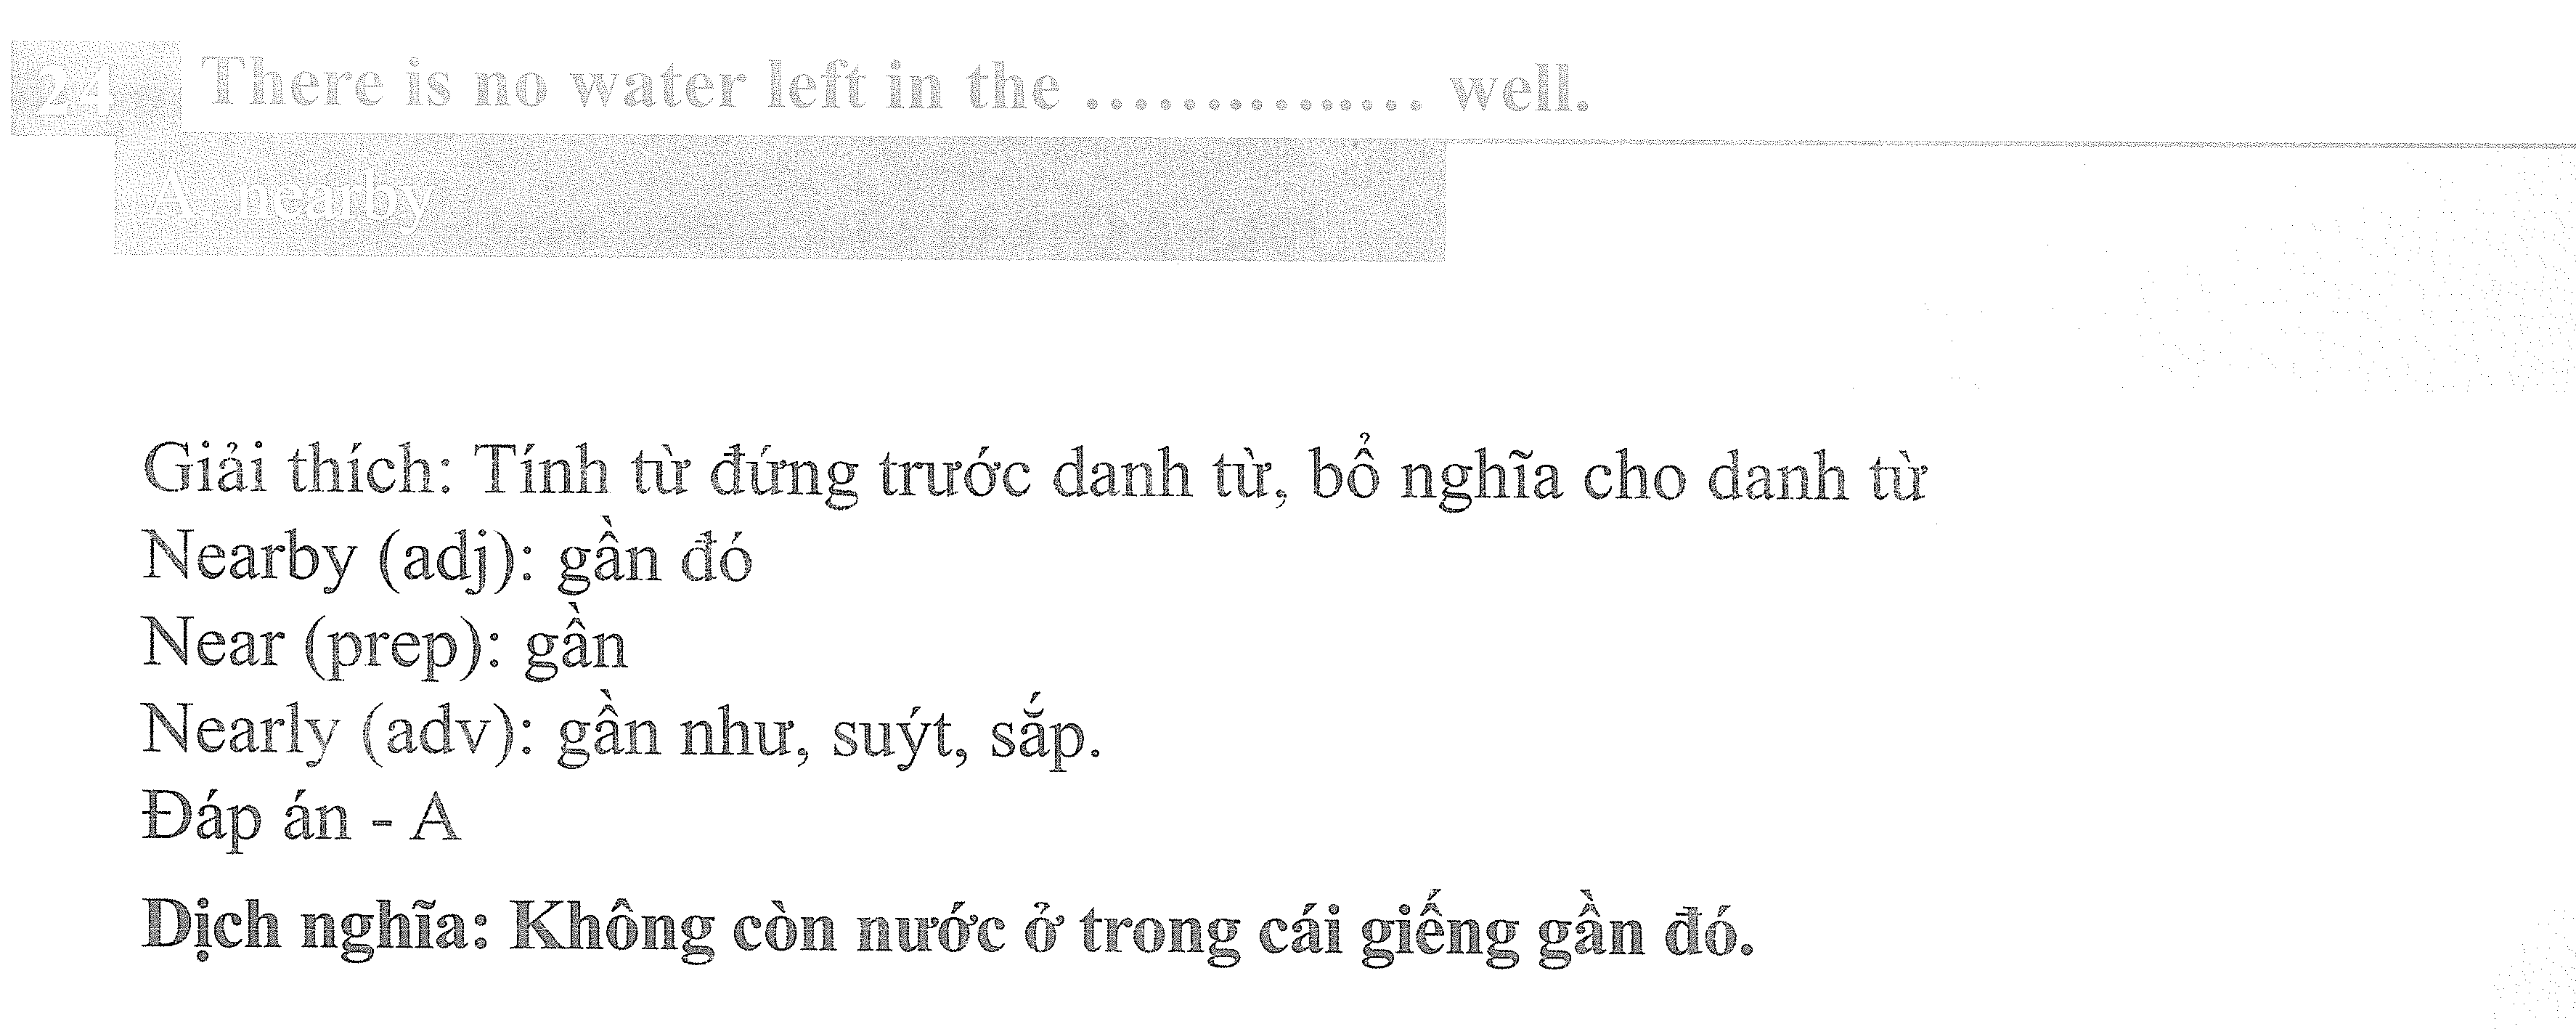 24 There is no water left in the ............... well.
A. nearby
Giải thích: Tính từ đứng trước danh từ, bổ nghĩa cho danh từ
Nearby (adj): gần đó
Near (prep): gần
Nearly (adv): gần như, suýt, sắp.
Đáp án - A
Dịch nghĩa: Không còn nước ở trong cái giếng gần đó.